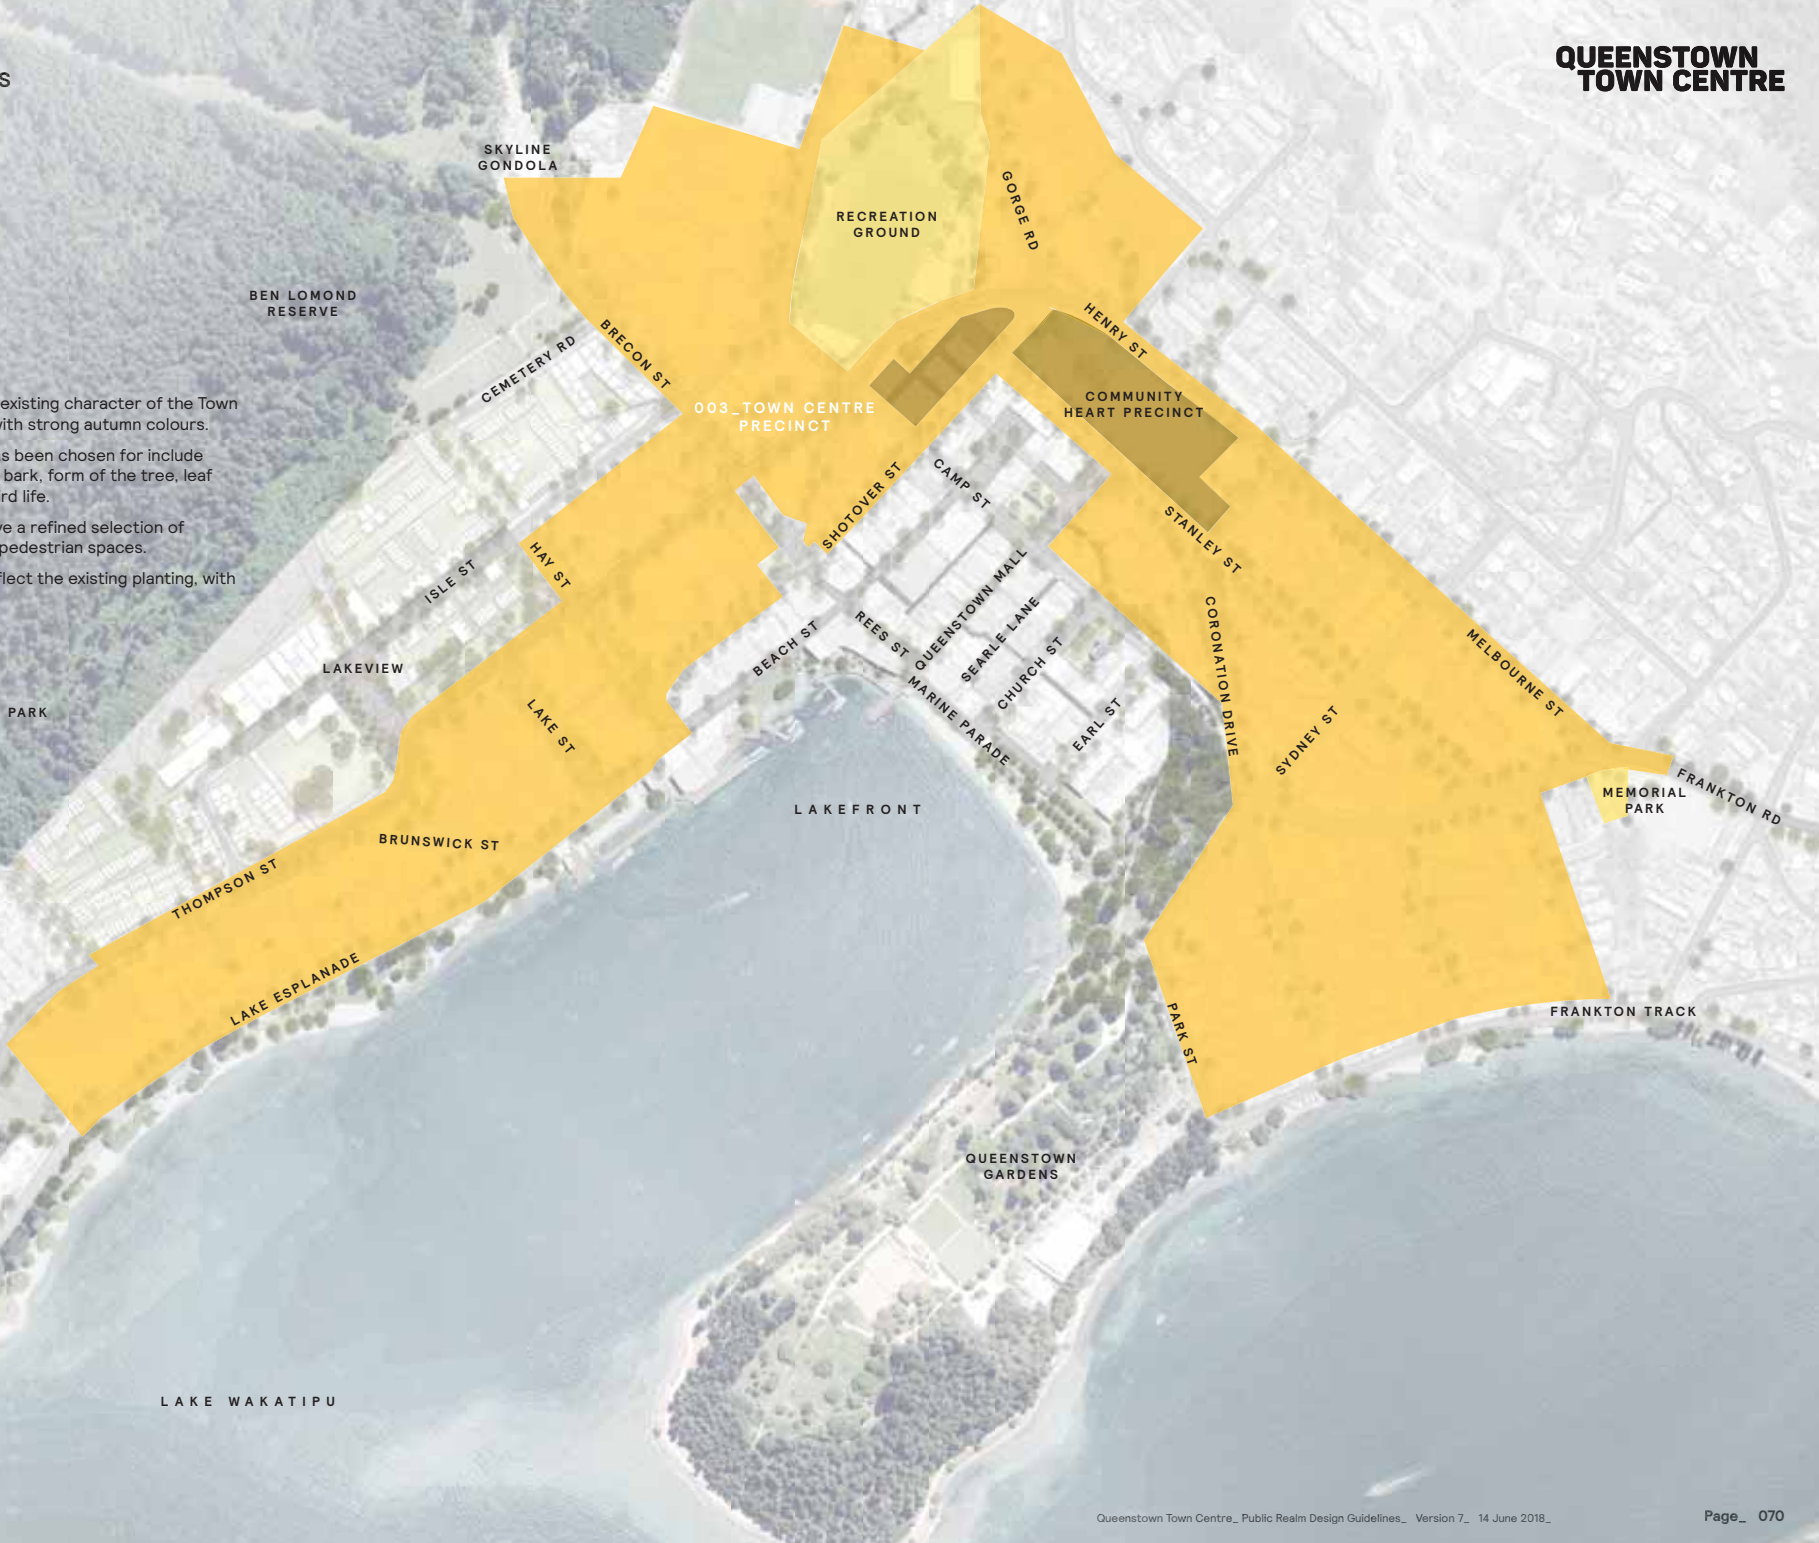 QUEENSTOWN
TOWN CENTRE
S
SKYLINE
GONDOLA
RECREATION
GROUND
GORGE RD
BEN LOMOND
RESERVE
CEMETERY RD
BRECON ST
HENRY ST
existing character of the Town
with strong autumn colours.
s been chosen for include
bark, form of the tree, leaf
rd life.
ve a refined selection of
pedestrian spaces.
flect the existing planting, with
003_TOWN CENTRE
PRECINCT
COMMUNITY
HEART PRECINCT
SHOTOVER ST
CAMP ST
STANLEY ST
HAY ST
ISLE ST
LAKEVIEW
PARK
LAKE ST
BEACH ST
REES ST
QUEENSTOWN MALL
SEARLE LANE
CHURCH ST
MARINE PARADE
EARL ST
CORONATION DRIVE
SYDNEY ST
MELBOURNE ST
FRANKTON RD
MEMORIAL
PARK
LAKEFRONT
BRUNSWICK ST
THOMPSON ST
LAKE ESPLANADE
PARK ST
FRANKTON TRACK
QUEENSTOWN
GARDENS
LAKE WAKATIPU
Queenstown Town Centre_ Public Realm Design Guidelines_ Version 7_ 14 June 2018_
Page_ 070